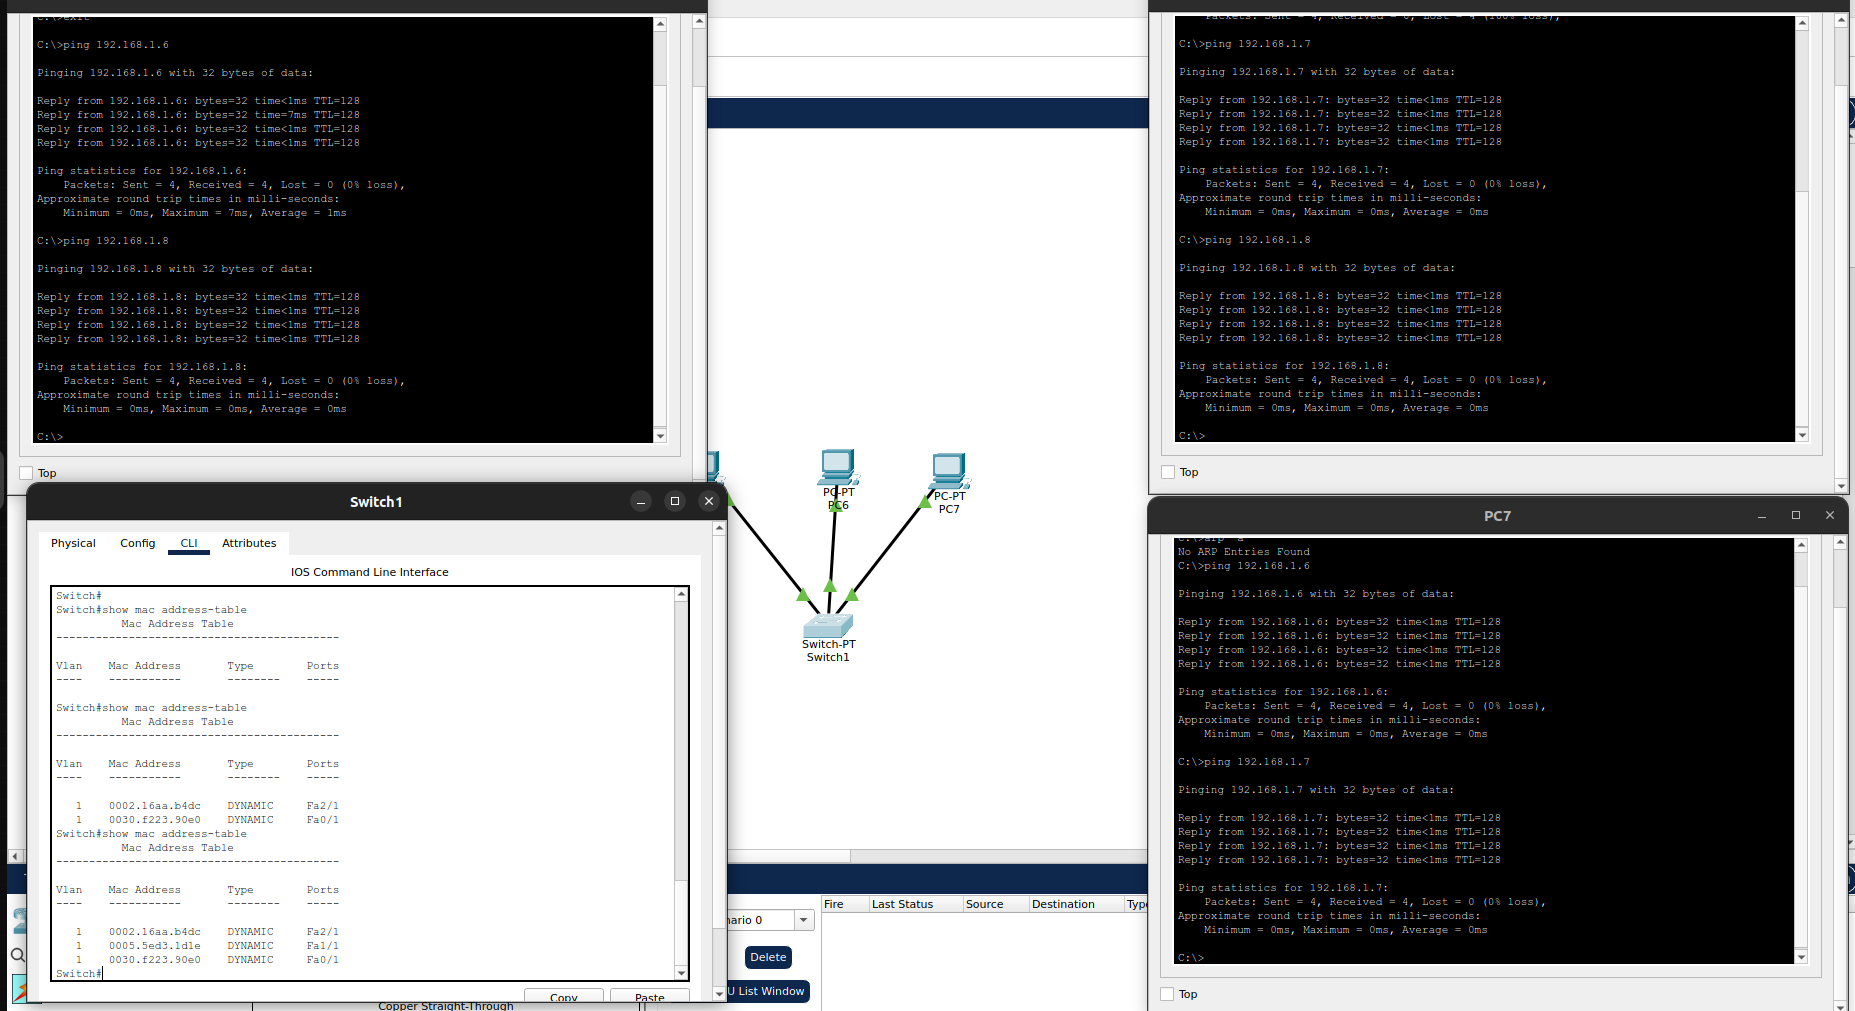 C:\>exit
C:\>ping 192.168.1.6
Pinging 192.168.1.6 with 32 bytes of data:
Reply from 192.168.1.6: bytes=32 time<1ms TTL=128
Reply from 192.168.1.6: bytes=32 time=7ms TTL=128
Reply from 192.168.1.6: bytes=32 time<1ms TTL=128
Reply from 192.168.1.6: bytes=32 time<1ms TTL=128
Ping statistics for 192.168.1.6:
Packets: Sent = 4, Received = 4, Lost = 0 (0% loss),
Approximate round trip times in milli-seconds:
Minimum = 0ms, Maximum = 7ms, Average = 1ms
C:\>ping 192.168.1.8
Pinging 192.168.1.8 with 32 bytes of data:
Reply from 192.168.1.8: bytes=32 time<1ms TTL=128
Reply from 192.168.1.8: bytes=32 time<1ms TTL=128
Reply from 192.168.1.8: bytes=32 time<1ms TTL=128
Reply from 192.168.1.8: bytes=32 time<1ms TTL=128
Ping statistics for 192.168.1.8:
Packets: Sent = 4, Received = 4, Lost = 0 (0% loss),
Approximate round trip times in milli-seconds:
Minimum = 0ms, Maximum = 0ms, Average = 0ms
C:\>
Top
Packets: Sent = 4, Received = 0, Lost = 4 (100% loss),
C:\>ping 192.168.1.7
Pinging 192.168.1.7 with 32 bytes of data:
Reply from 192.168.1.7: bytes=32 time<1ms TTL=128
Reply from 192.168.1.7: bytes=32 time<1ms TTL=128
Reply from 192.168.1.7: bytes=32 time<1ms TTL=128
Reply from 192.168.1.7: bytes=32 time<1ms TTL=128
Ping statistics for 192.168.1.7:
Packets: Sent = 4, Received = 4, Lost = 0 (0% loss),
Approximate round trip times in milli-seconds:
Minimum = 0ms, Maximum = 0ms, Average = 0ms
C:\>ping 192.168.1.8
Pinging 192.168.1.8 with 32 bytes of data:
Reply from 192.168.1.8: bytes=32 time<1ms TTL=128
Reply from 192.168.1.8: bytes=32 time<1ms TTL=128
Reply from 192.168.1.8: bytes=32 time<1ms TTL=128
Reply from 192.168.1.8: bytes=32 time<1ms TTL=128
Ping statistics for 192.168.1.8:
Packets: Sent = 4, Received = 4, Lost = 0 (0% loss),
Approximate round trip times in milli-seconds:
Minimum = 0ms, Maximum = 0ms, Average = 0ms
C:\>
Top
PC-PT
PC6
PC-PT
PC7
Switch-PT
Switch1
Switch1
Physical Config CLI Attributes
IOS Command Line Interface
Switch#
Switch#show mac address-table
Mac Address Table
-------------------------------------------
Vlan Mac Address Type Ports
---- ----------- -------- -----
Switch#show mac address-table
Mac Address Table
-------------------------------------------
Vlan Mac Address Type Ports
---- ----------- -------- -----
1 0002.16aa.b4dc DYNAMIC Fa2/1
1 0030.f223.90e0 DYNAMIC Fa0/1
Switch#show mac address-table
Mac Address Table
-------------------------------------------
Vlan Mac Address Type Ports
---- ----------- -------- -----
1 0002.16aa.b4dc DYNAMIC Fa2/1
1 0005.5ed3.1d1e DYNAMIC Fa1/1
1 0030.f223.90e0 DYNAMIC Fa0/1
Switch#
Copy Paste
Copper Straight-Through
nario 0
Delete
U List Window
Fire Last Status Source Destination Type
PC7
C:\>arp -a
No ARP Entries Found
C:\>ping 192.168.1.6
Pinging 192.168.1.6 with 32 bytes of data:
Reply from 192.168.1.6: bytes=32 time<1ms TTL=128
Reply from 192.168.1.6: bytes=32 time<1ms TTL=128
Reply from 192.168.1.6: bytes=32 time<1ms TTL=128
Reply from 192.168.1.6: bytes=32 time<1ms TTL=128
Ping statistics for 192.168.1.6:
Packets: Sent = 4, Received = 4, Lost = 0 (0% loss),
Approximate round trip times in milli-seconds:
Minimum = 0ms, Maximum = 0ms, Average = 0ms
C:\>ping 192.168.1.7
Pinging 192.168.1.7 with 32 bytes of data:
Reply from 192.168.1.7: bytes=32 time<1ms TTL=128
Reply from 192.168.1.7: bytes=32 time<1ms TTL=128
Reply from 192.168.1.7: bytes=32 time<1ms TTL=128
Reply from 192.168.1.7: bytes=32 time<1ms TTL=128
Ping statistics for 192.168.1.7:
Packets: Sent = 4, Received = 4, Lost = 0 (0% loss),
Approximate round trip times in milli-seconds:
Minimum = 0ms, Maximum = 0ms, Average = 0ms
C:\>
Top